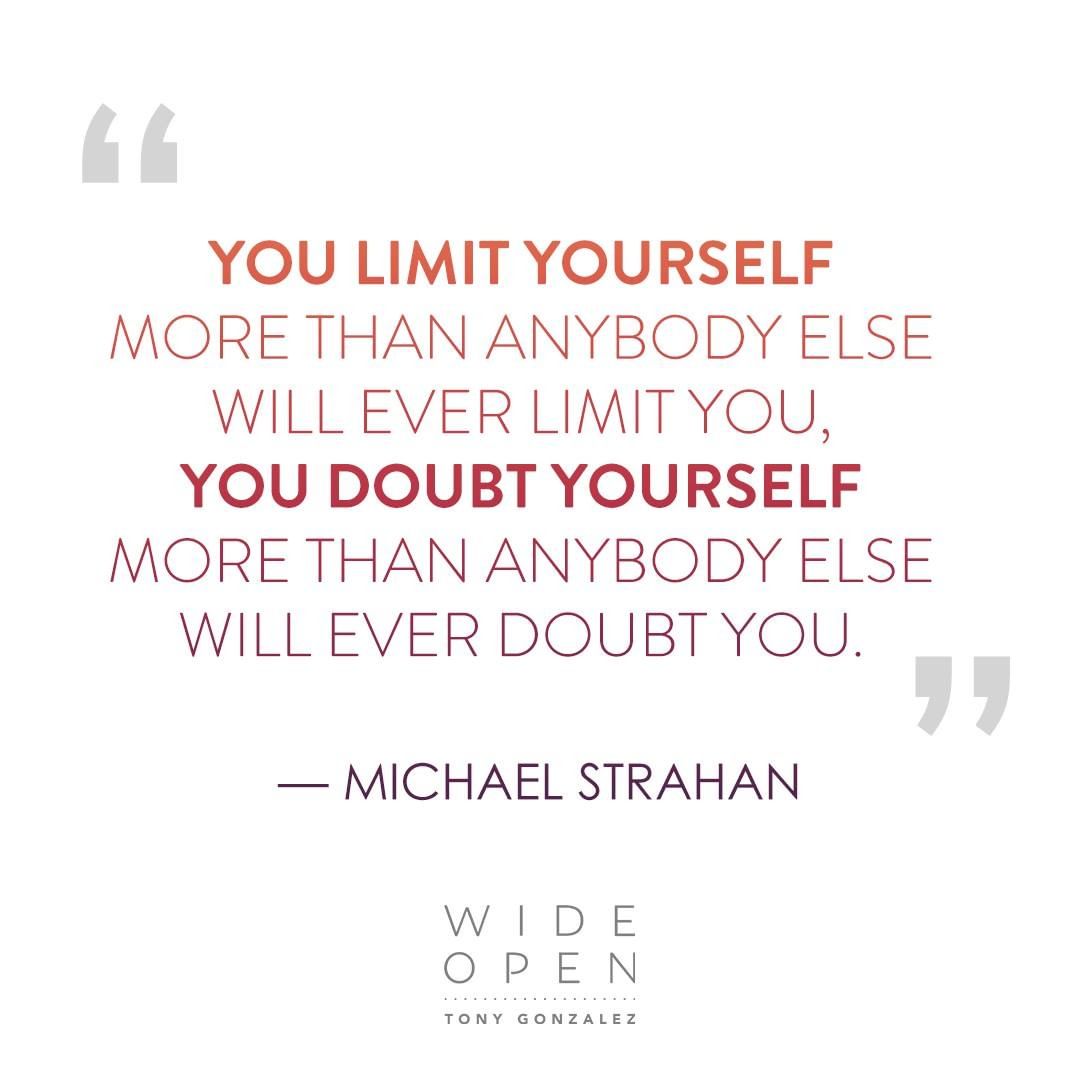 “
YOU LIMIT YOURSELF
MORE THAN ANYBODY ELSE
WILL EVER LIMIT YOU,
YOU DOUBT YOURSELF
MORE THAN ANYBODY ELSE
WILL EVER DOUBT YOU.
”
— MICHAEL STRAHAN
WIDE
OPEN
TONY GONZALEZ